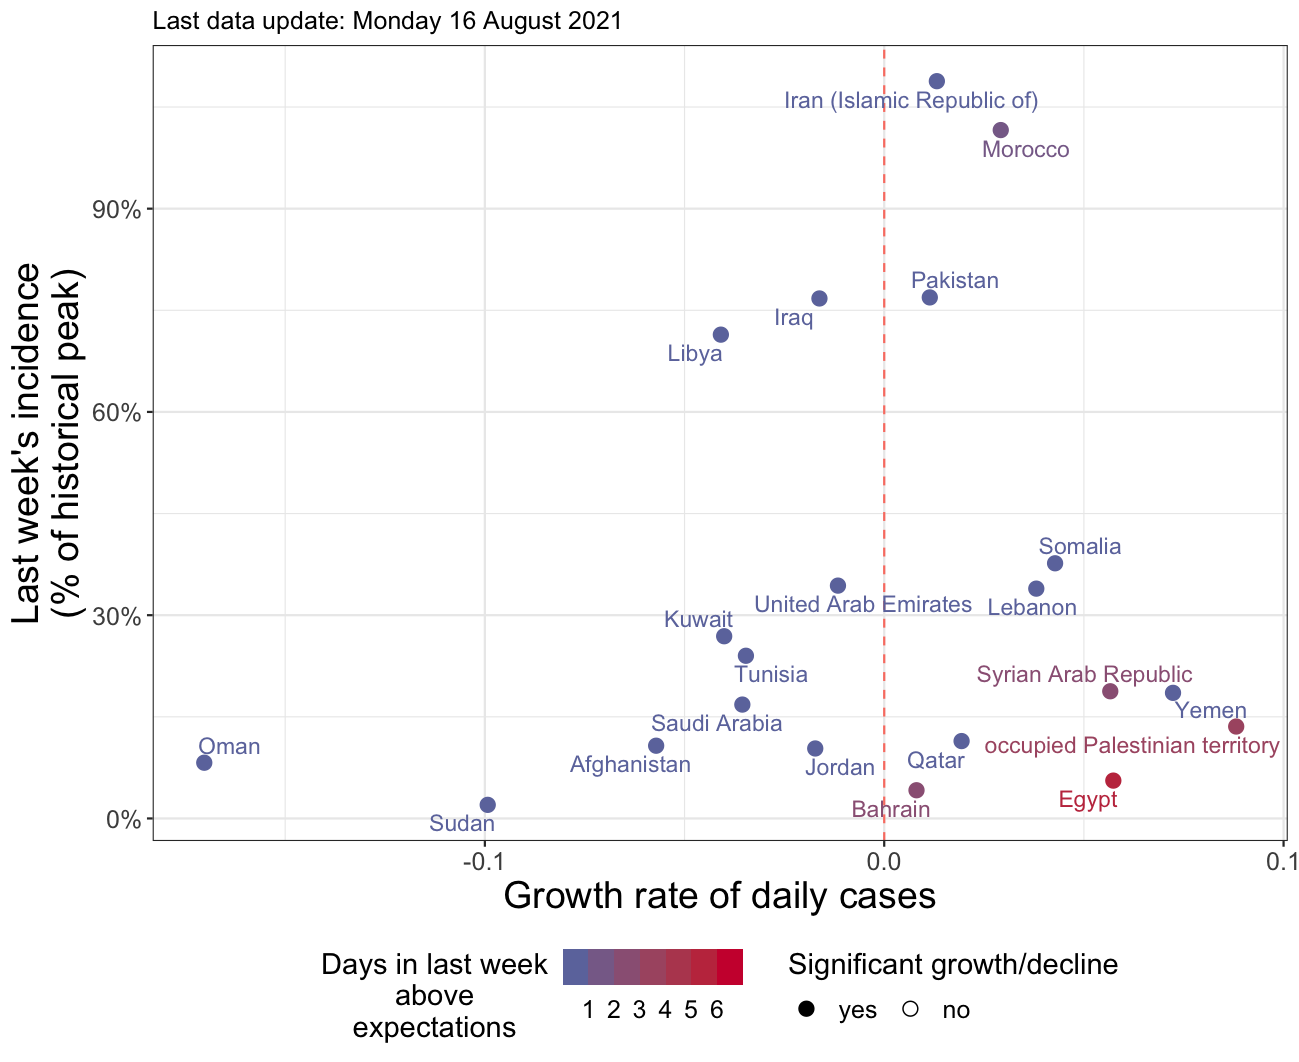 Last data update: Monday 16 August 2021
Iran (Islamic Republic of)
Morocco
90%
Pakistan
Iraq
Libya
Last week's incidence
(% of historical peak)
60%
Somalia
United Arab Emirates
Lebanon
30%
Kuwait
Tunisia
Syrian Arab Republic
Yemen
Saudi Arabia
Oman
occupied Palestinian territory
Afghanistan
Jordan
Qatar
Egypt
Bahrain
0%
Sudan
-0.1
0.0
0.1
Growth rate of daily cases
Days in last week
above
expectations
1 2 3 4 5 6
Significant growth/decline
yes no